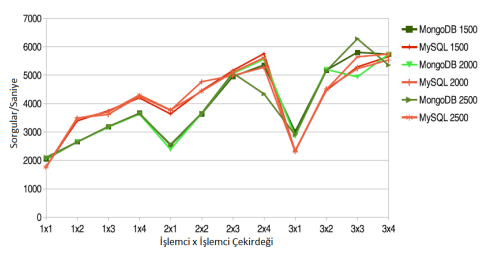 7000
6000
5000
4000
3000
2000
1000
0
Sorgular/Saniye
1x1 1x2 1x3 1x4 2x1 2x2 2x3 2x4 3x1 3x2 3x3 3x4
İşlemci x İşlemci Çekirdeği
MongoDB 1500
MySQL 1500
MongoDB 2000
MySQL 2000
MongoDB 2500
MySQL 2500